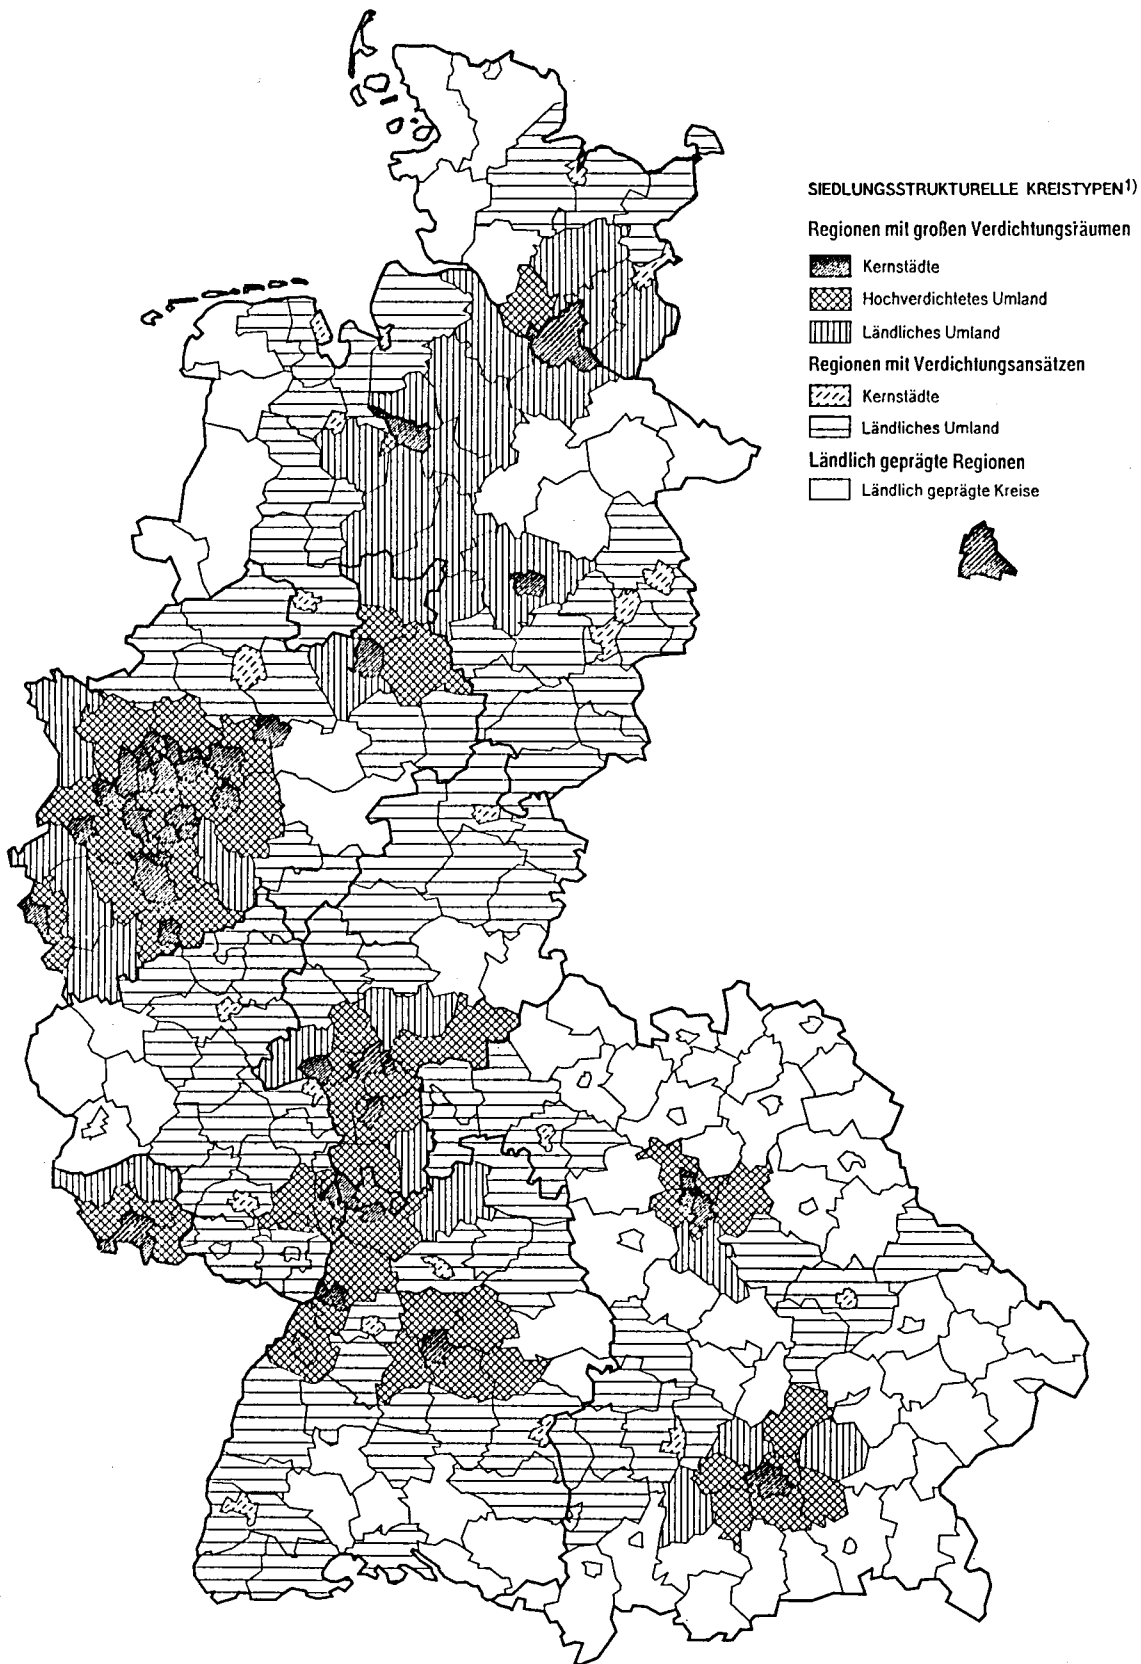 SIEDLUNGSSTRUKTURELLE KREISTYPEN¹⁾
Regionen mit großen Verdichtungsräumen
Kernstädte
Hochverdichtetes Umland
Ländliches Umland
Regionen mit Verdichtungsansätzen
Kernstädte
Ländliches Umland
Ländlich geprägte Regionen
Ländlich geprägte Kreise